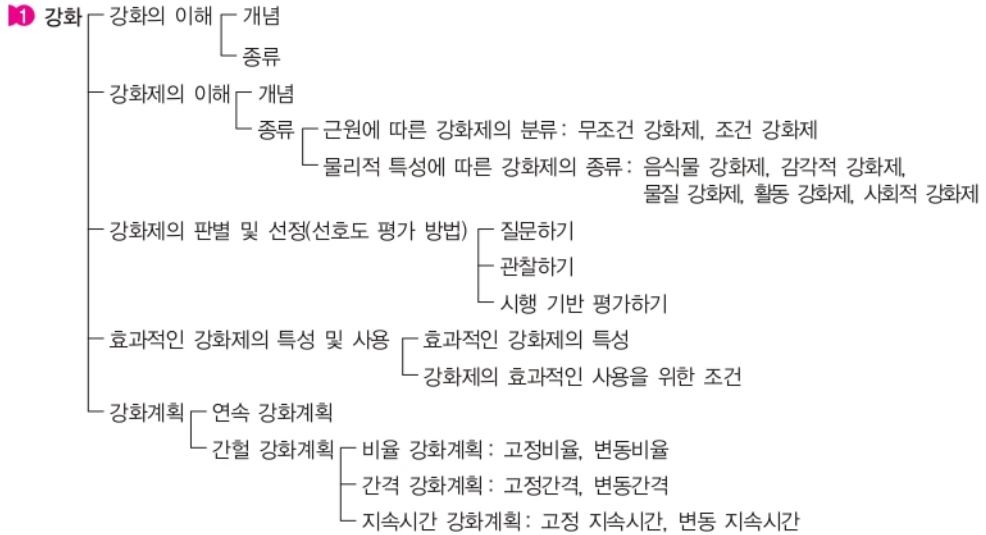 1 강화
강화의 이해
개념
종류
강화제의 이해
개념
종류
근원에 따른 강화제의 분류: 무조건 강화제, 조건 강화제
물리적 특성에 따른 강화제의 종류: 음식물 강화제, 감각적 강화제,
물질 강화제, 활동 강화제, 사회적 강화제
강화제의 판별 및 선정(선호도 평가 방법)
질문하기
관찰하기
시행 기반 평가하기
효과적인 강화제의 특성 및 사용
효과적인 강화제의 특성
강화제의 효과적인 사용을 위한 조건
강화계획
연속 강화계획
간헐 강화계획
비율 강화계획: 고정비율, 변동비율
간격 강화계획: 고정간격, 변동간격
지속시간 강화계획: 고정 지속시간, 변동 지속시간